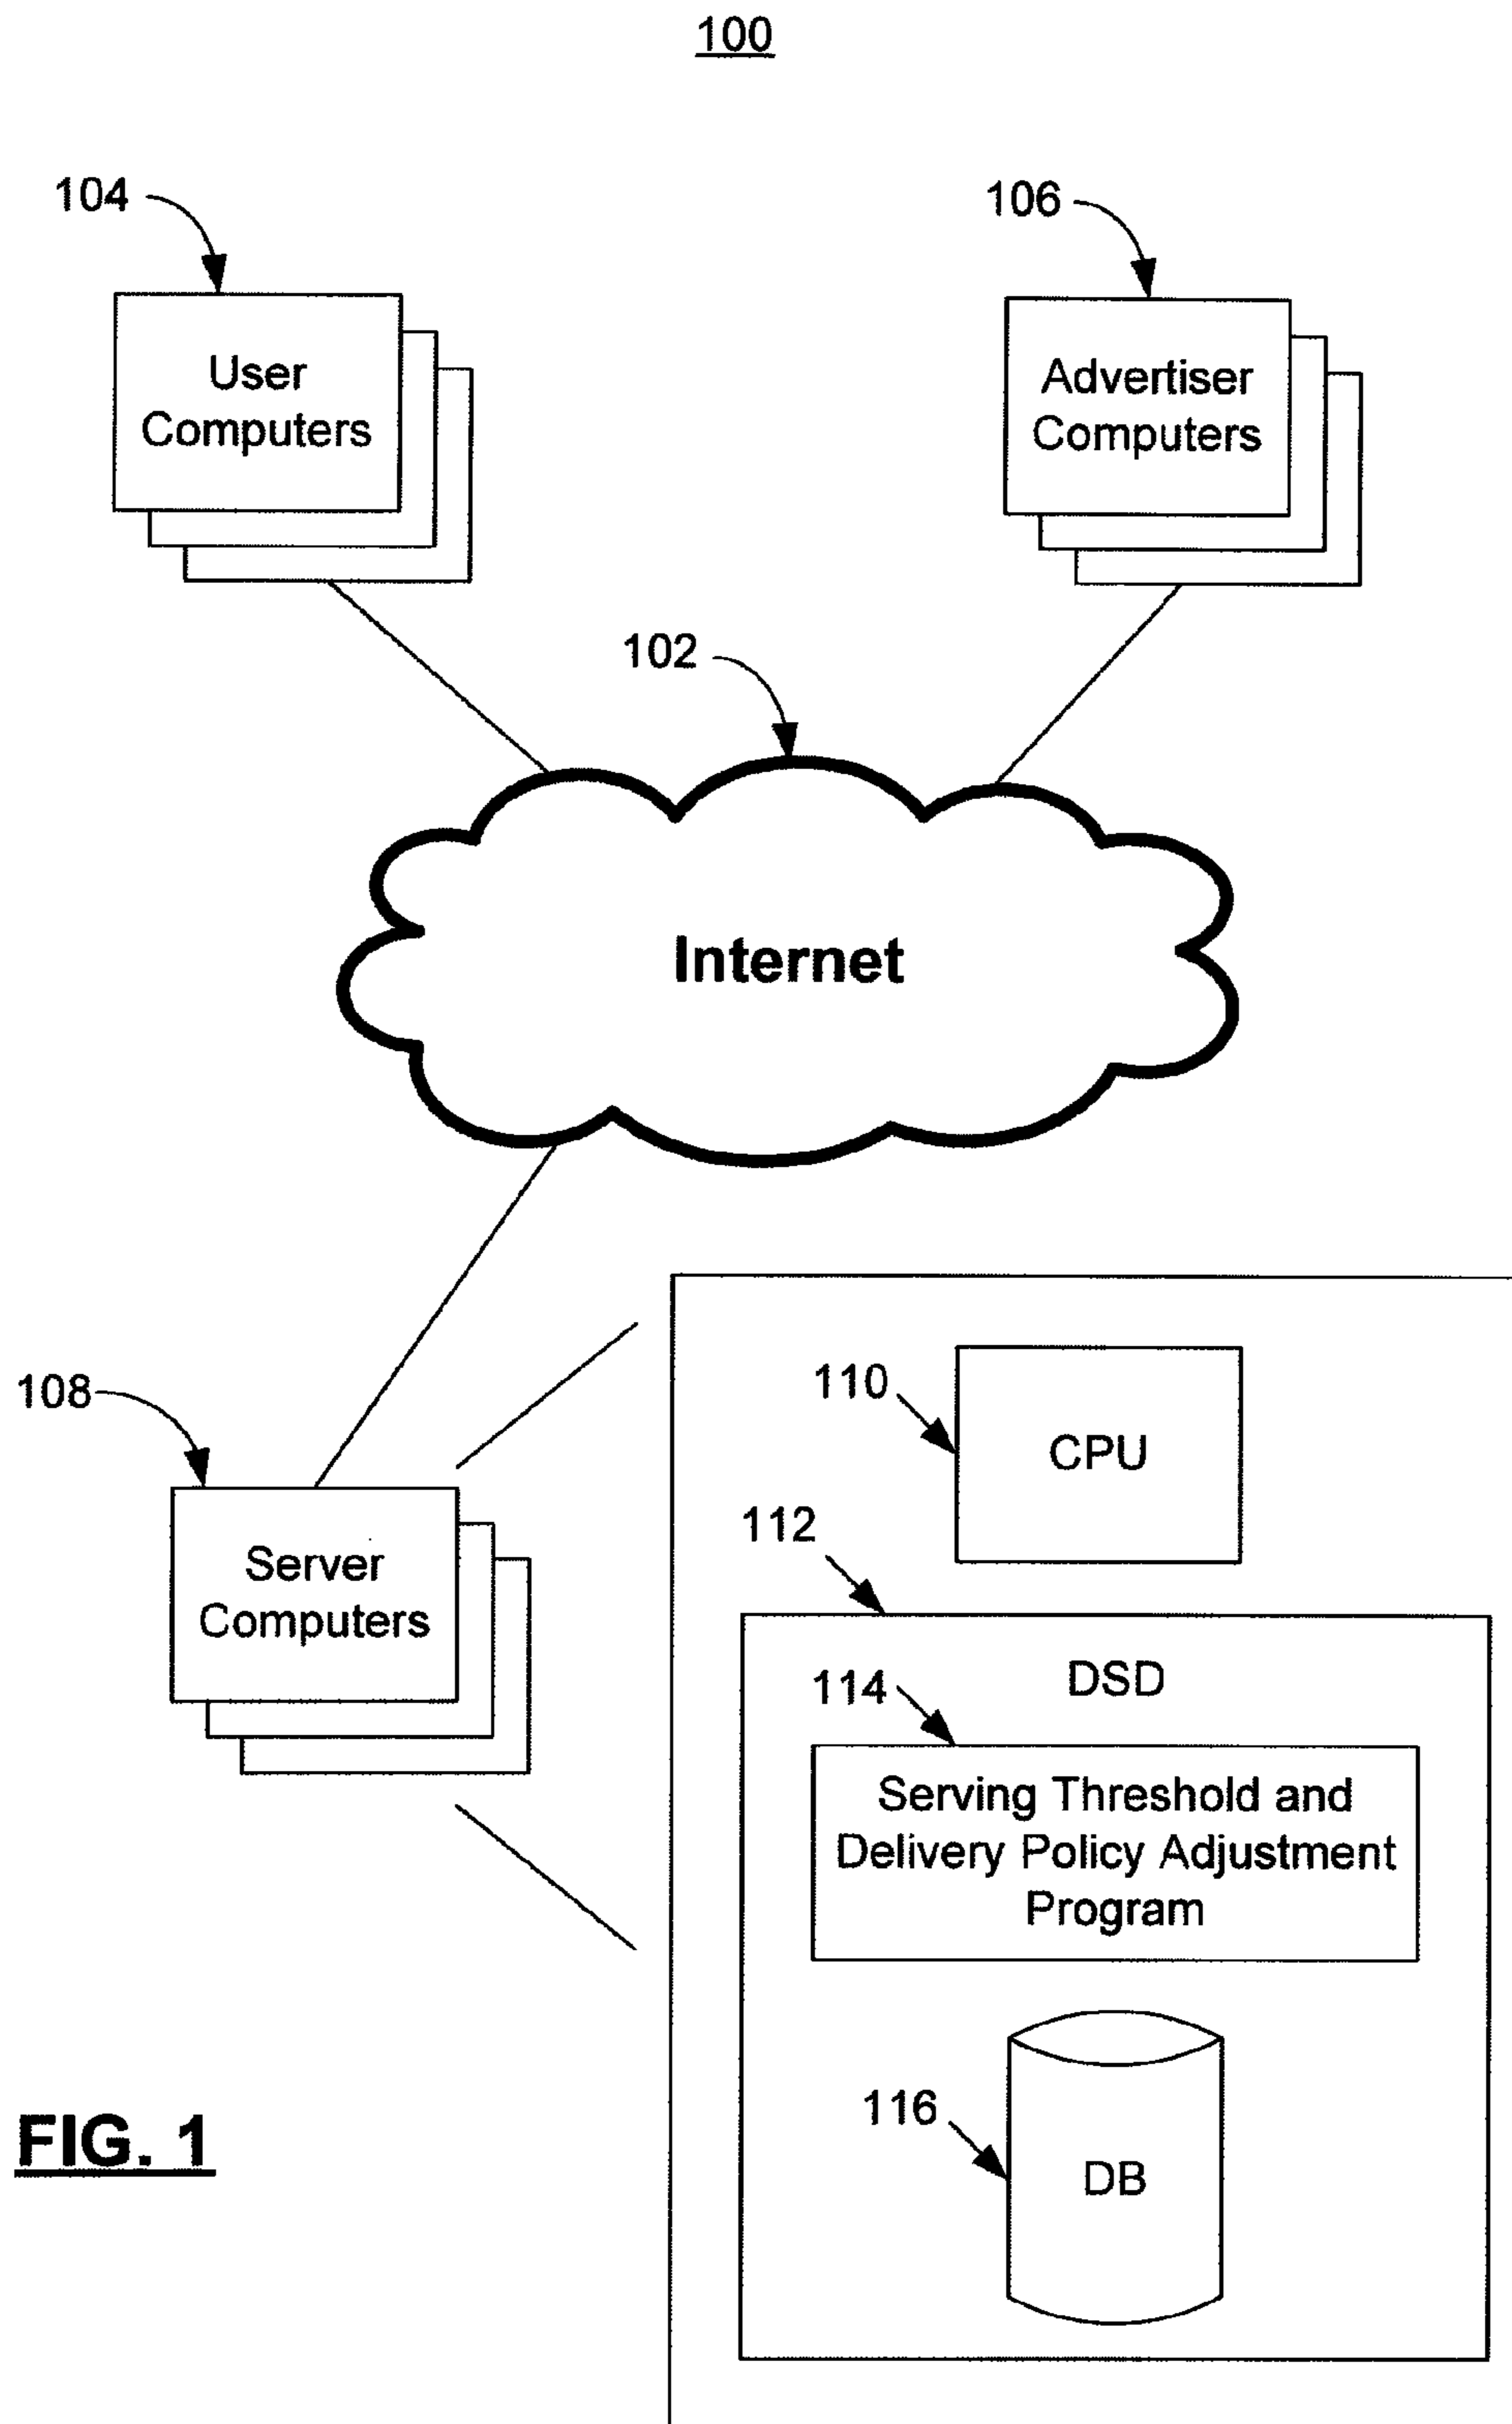 100
104
106
User
Computers
Advertiser
Computers
102
Internet
108
110
CPU
Server
Computers
112
DSD
114
Serving Threshold and
Delivery Policy Adjustment
Program
116
DB
FIG. 1